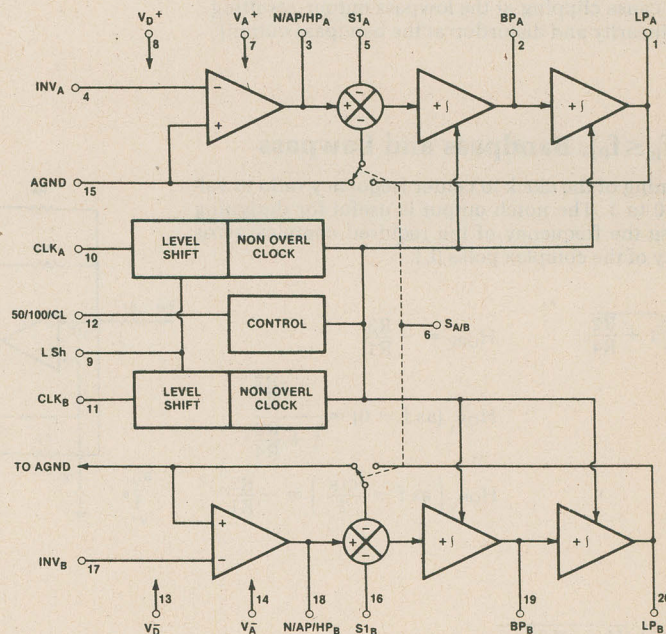 V_D⁺ V_A⁺ N/AP/HP_A S1_A BP_A LP_A
8 7 3 5 2 1
INV_A
4
− + + − − + ∫ + ∫
AGND
15
CLK_A
10
LEVEL SHIFT
NON OVERL CLOCK
50/100/CL
12
CONTROL
6
S_A/B
L Sh
9
CLK_B
11
LEVEL SHIFT
NON OVERL CLOCK
TO AGND
+ − + − − + ∫ + ∫
INV_B
17
13 14 18 16 19 20
V_D⁻ V_A⁻ N/AP/HP_B S1_B BP_B LP_B